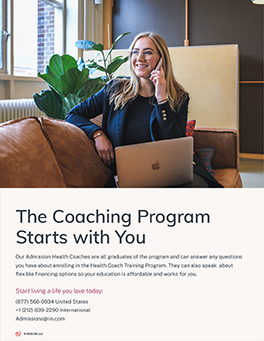 The Coaching Program
Starts with You
Our Admission Health Coaches are all graduates of the program and can answer any questions
you have about enrolling in the Health Coach Training Program. They can also speak about
flexible financing options so your education is affordable and works for you.
Start living a life you love today:
(877) 560-0934 United States
+1 (212) 839-2290 International
Admissions@iin.com